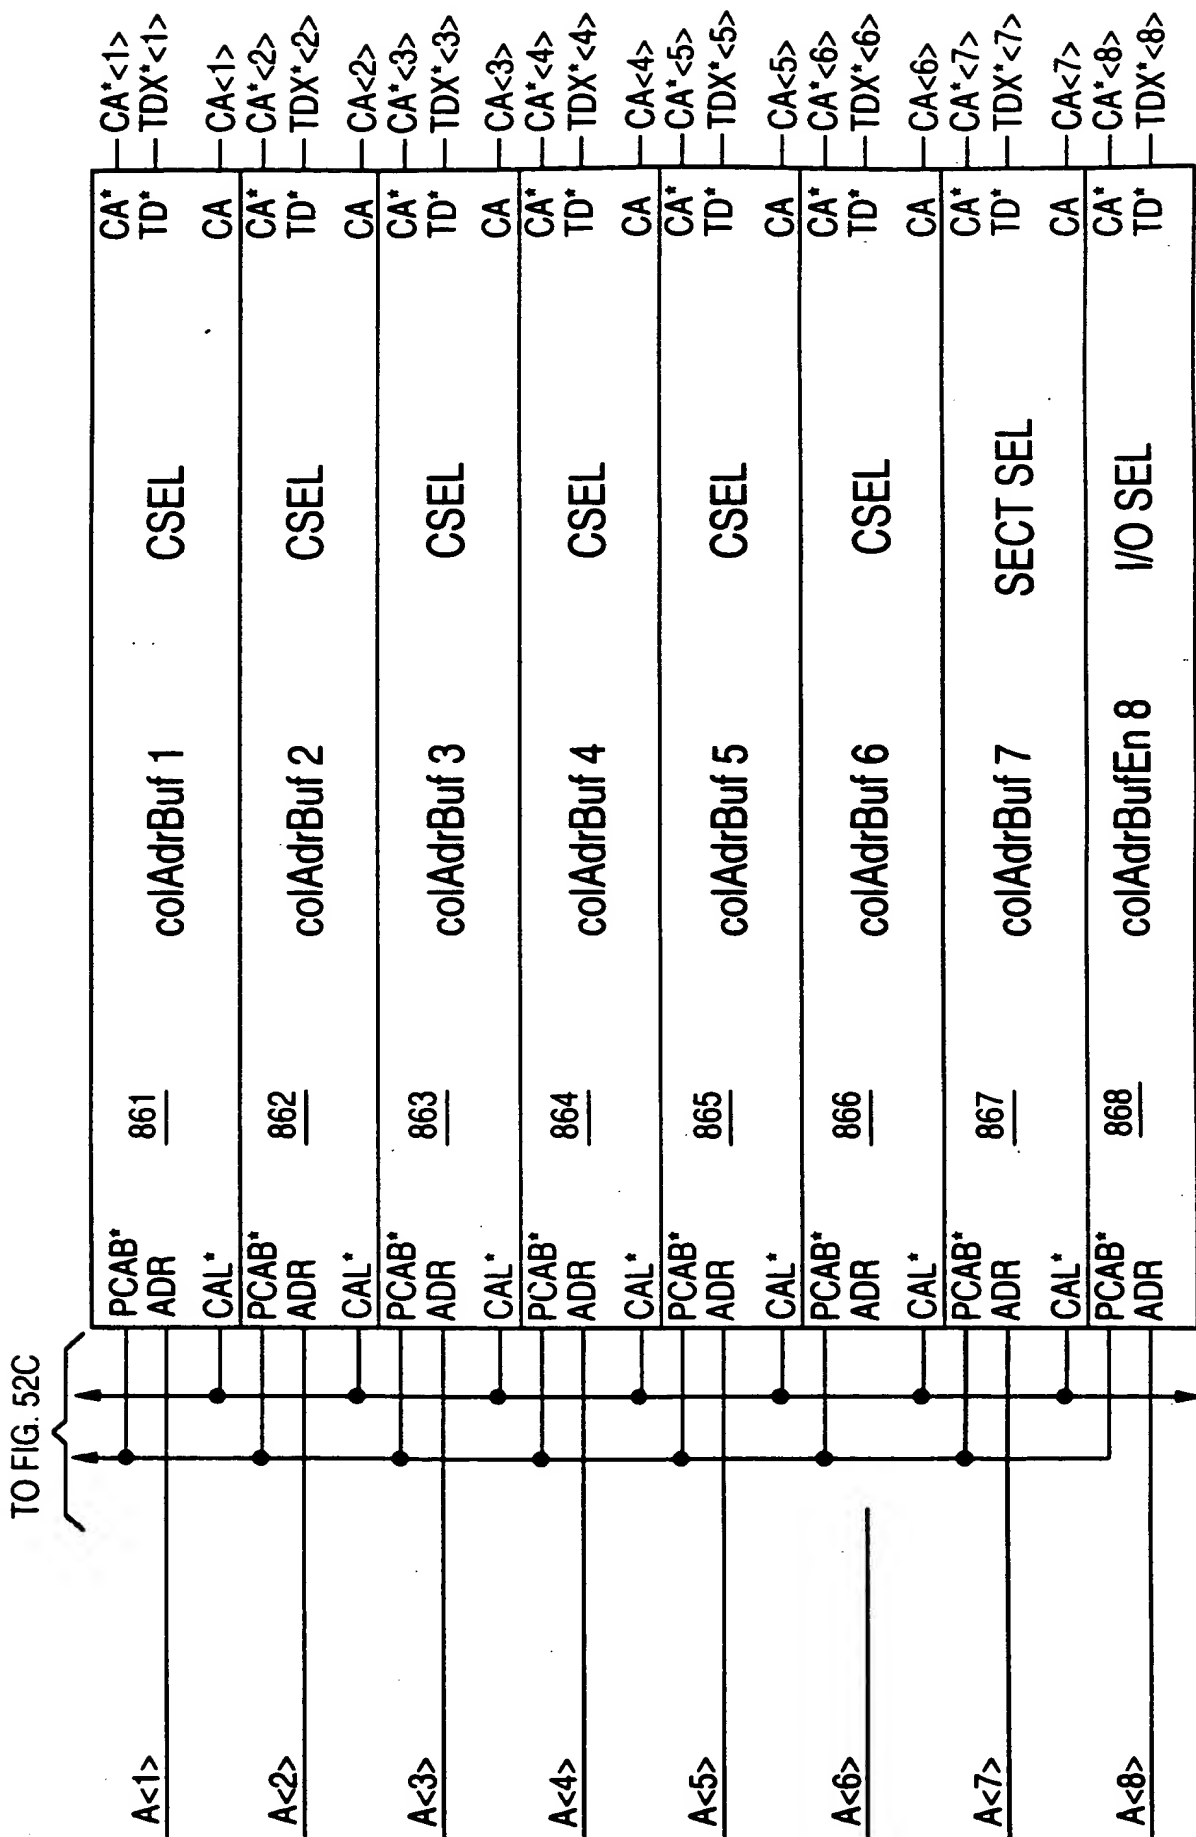 TO FIG. 52C
A<1>
PCAB*
ADR
CAL*
861
colAdrBuf 1
CSEL
CA*
TD*
CA
CA*<1>
TDX*<1>
CA<1>
A<2>
PCAB*
ADR
CAL*
862
colAdrBuf 2
CSEL
CA*
TD*
CA
CA*<2>
TDX*<2>
CA<2>
A<3>
PCAB*
ADR
CAL*
863
colAdrBuf 3
CSEL
CA*
TD*
CA
CA*<3>
TDX*<3>
CA<3>
A<4>
PCAB*
ADR
CAL*
864
colAdrBuf 4
CSEL
CA*
TD*
CA
CA*<4>
TDX*<4>
CA<4>
A<5>
PCAB*
ADR
CAL*
865
colAdrBuf 5
CSEL
CA*
TD*
CA
CA*<5>
TDX*<5>
CA<5>
A<6>
PCAB*
ADR
CAL*
866
colAdrBuf 6
CSEL
CA*
TD*
CA
CA*<6>
TDX*<6>
CA<6>
A<7>
PCAB*
ADR
CAL*
867
colAdrBuf 7
SECT SEL
CA*
TD*
CA
CA*<7>
TDX*<7>
CA<7>
A<8>
PCAB*
ADR
868
colAdrBufEn 8
I/O SEL
CA*
TD*
CA*<8>
TDX*<8>